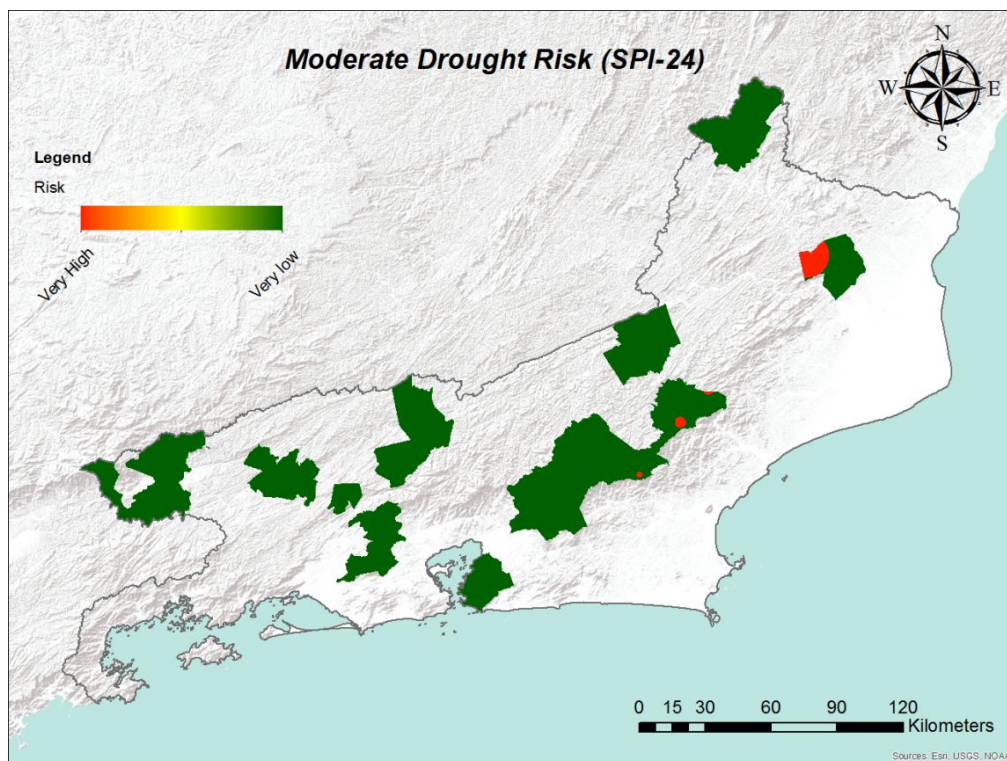 Moderate Drought Risk (SPI-24)
N
W E
S
Legend
Risk
Very High
Very low
0 15 30 60 90 120
Kilometers
Sources: Esri, USGS, NOAA